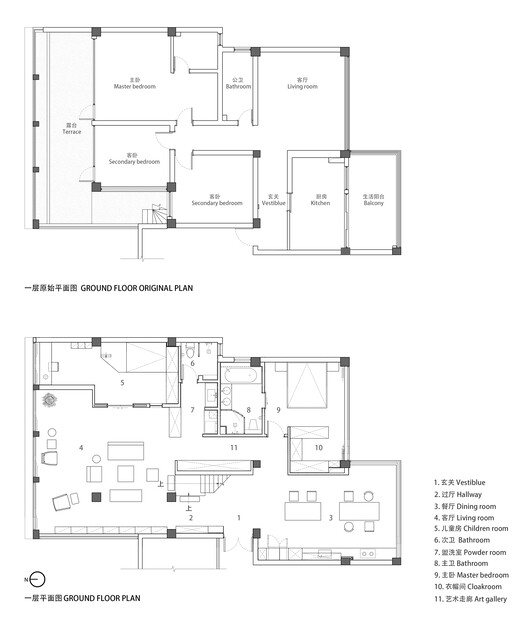 主卧
Master bedroom
公卫
Bathroom
客厅
Living room
露台
Terrace
客卧
Secondary bedroom
客卧
Secondary bedroom
玄关
Vestiblue
厨房
Kitchen
生活阳台
Balcony
一层原始平面图 GROUND FLOOR ORIGINAL PLAN
6
5
7
8
9
4
11
10
上
上
2
1
3
N
一层平面图 GROUND FLOOR PLAN
1. 玄关 Vestiblue
2. 过厅 Hallway
3. 餐厅 Dining room
4. 客厅 Living room
5. 儿童房 Children room
6. 次卫 Bathroom
7. 盥洗室 Powder room
8. 主卫 Bathroom
9. 主卧 Master bedroom
10. 衣帽间 Cloakroom
11. 艺术走廊 Art gallery